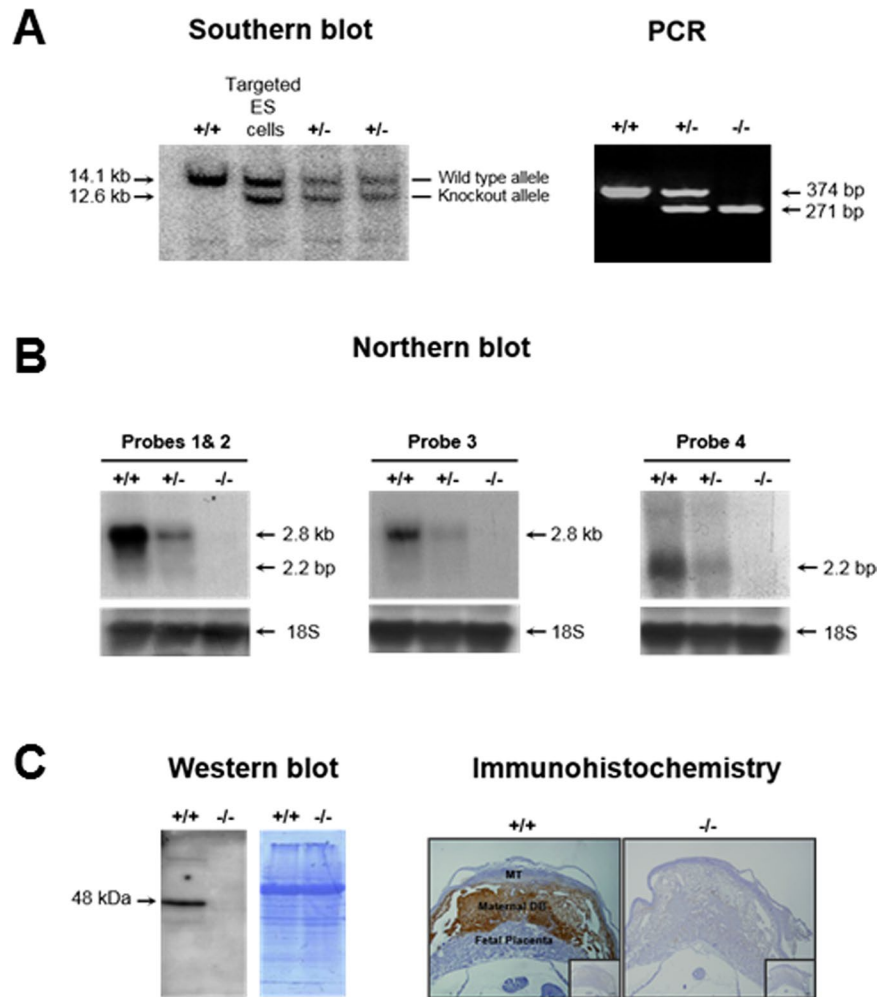 A
Southern blot
PCR
Targeted
ES
cells
+/+ +/- +/-
+/+ +/- -/-
14.1 kb
12.6 kb
Wild type allele
Knockout allele
374 bp
271 bp
B
Northern blot
Probes 1& 2
+/+ +/- -/-
2.8 kb
2.2 bp
18S
Probe 3
+/+ +/- -/-
2.8 kb
18S
Probe 4
+/+ +/- -/-
2.2 bp
18S
C
Western blot
+/+ -/- +/+ -/-
48 kDa
Immunohistochemistry
+/+ -/-
MT
Maternal DB
Fetal Placenta